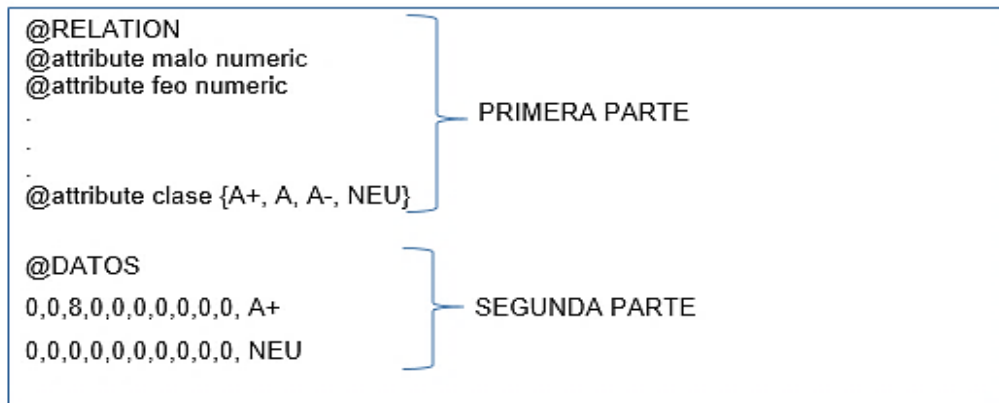 @RELATION
@attribute malo numeric
@attribute feo numeric
.
PRIMERA PARTE
.
.
@attribute clase {A+, A, A-, NEU}
@DATOS
0,0,8,0,0,0,0,0,0,0, A+
SEGUNDA PARTE
0,0,0,0,0,0,0,0,0,0, NEU